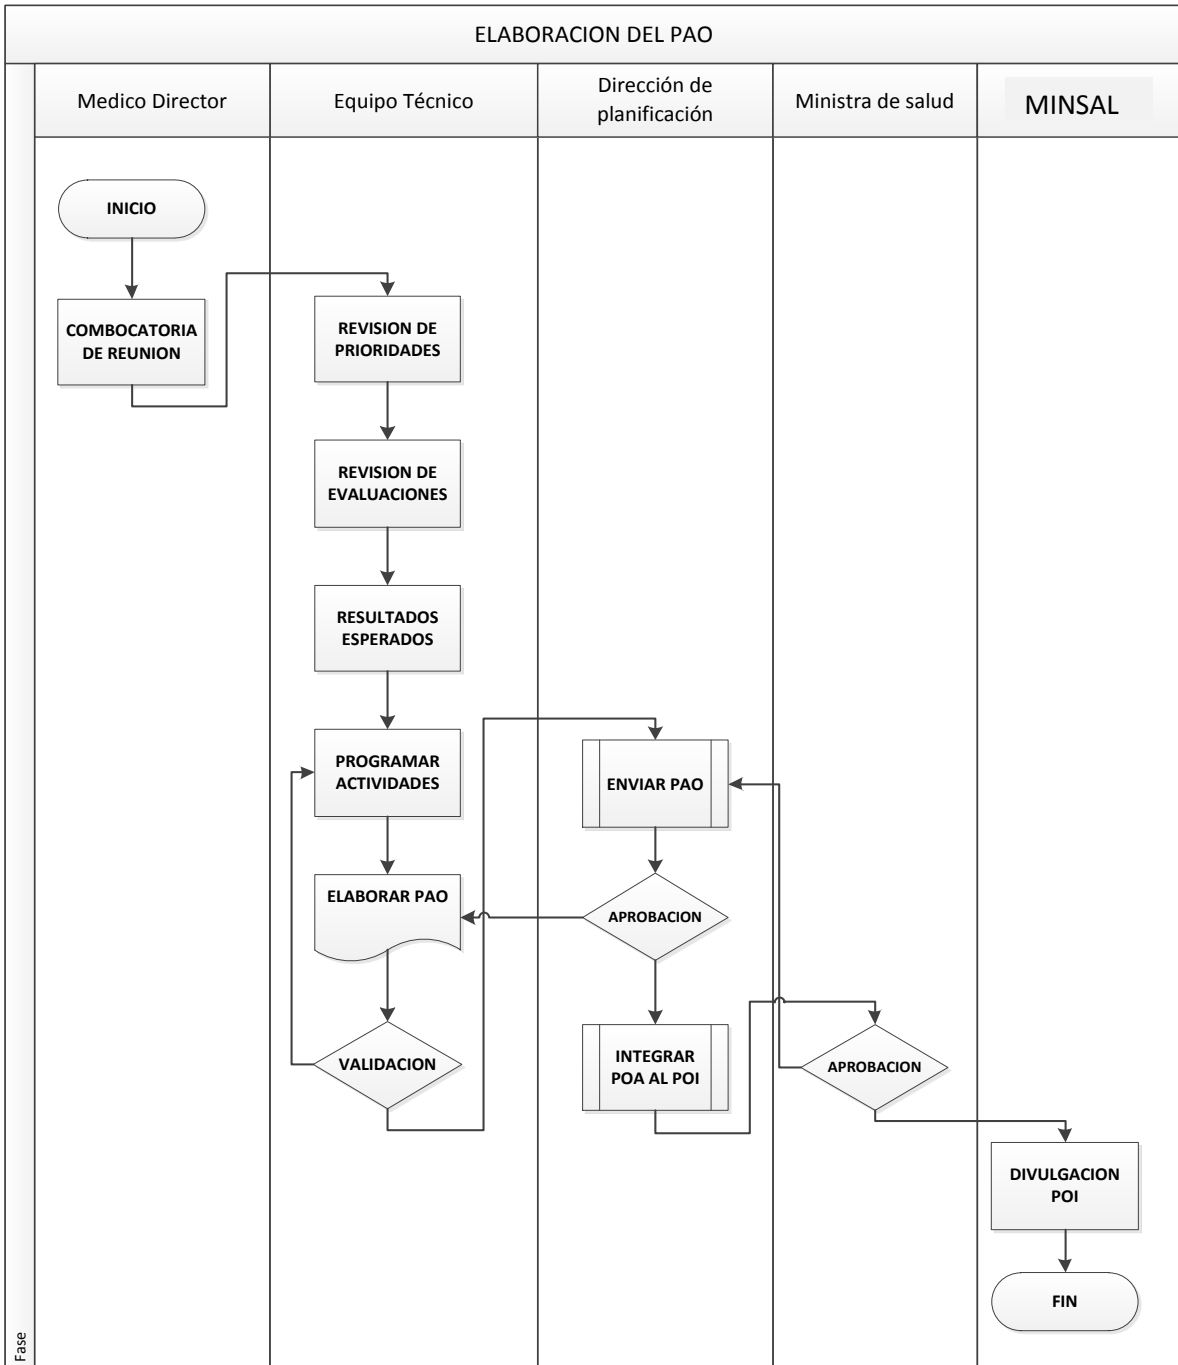 ELABORACION DEL PAO
Medico Director
Equipo Técnico
Dirección de
planificación
Ministra de salud
MINSAL
INICIO
COMBOCATORIA
DE REUNION
REVISION DE
PRIORIDADES
REVISION DE
EVALUACIONES
RESULTADOS
ESPERADOS
PROGRAMAR
ACTIVIDADES
ELABORAR PAO
VALIDACION
ENVIAR PAO
APROBACION
INTEGRAR
POA AL POI
APROBACION
DIVULGACION
POI
FIN
Fase